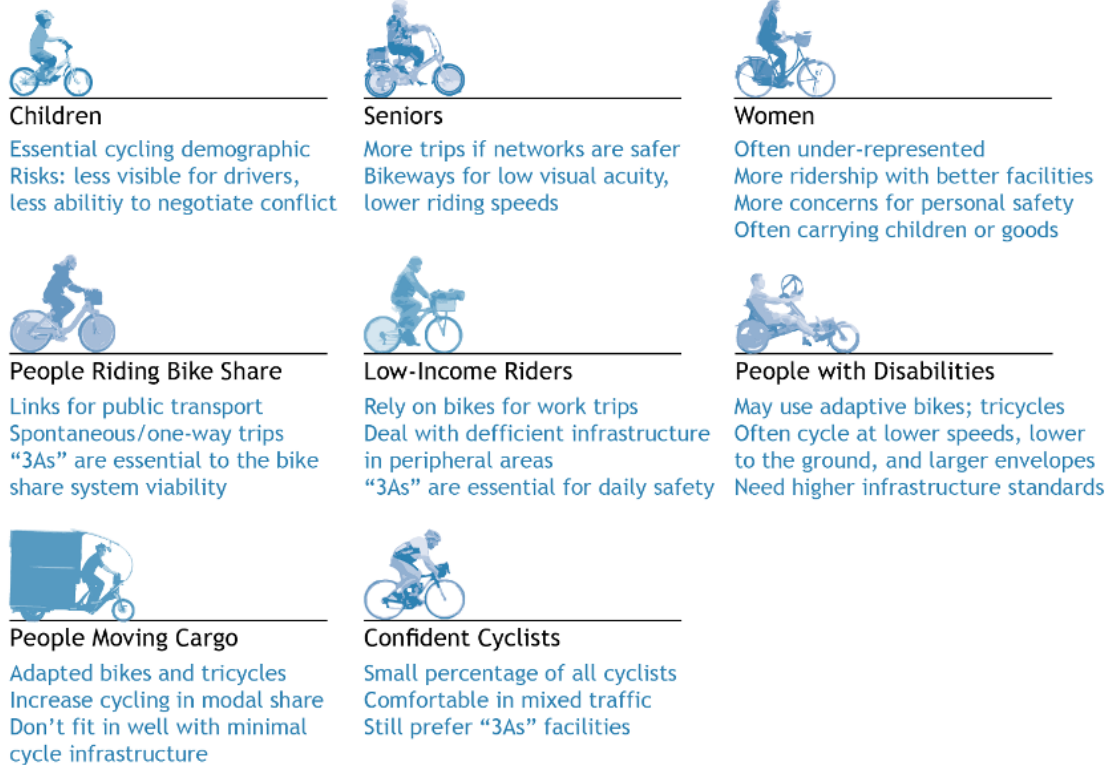 Children
Essential cycling demographic
Risks: less visible for drivers,
less abilitiy to negotiate conflict
Seniors
More trips if networks are safer
Bikeways for low visual acuity,
lower riding speeds
Women
Often under-represented
More ridership with better facilities
More concerns for personal safety
Often carrying children or goods
People Riding Bike Share
Links for public transport
Spontaneous/one-way trips
“3As” are essential to the bike
share system viability
Low-Income Riders
Rely on bikes for work trips
Deal with defficient infrastructure
in peripheral areas
“3As” are essential for daily safety
People with Disabilities
May use adaptive bikes; tricycles
Often cycle at lower speeds, lower
to the ground, and larger envelopes
Need higher infrastructure standards
People Moving Cargo
Adapted bikes and tricycles
Increase cycling in modal share
Don’t fit in well with minimal
cycle infrastructure
Confident Cyclists
Small percentage of all cyclists
Comfortable in mixed traffic
Still prefer “3As” facilities